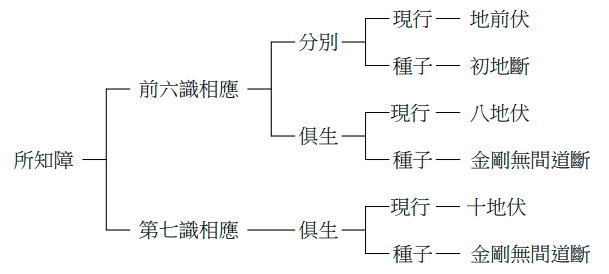 現行 地前伏
分別
種子 初地斷
前六識相應
現行 八地伏
俱生
種子 金剛無間道斷
所知障
現行 十地伏
第七識相應 俱生
種子 金剛無間道斷